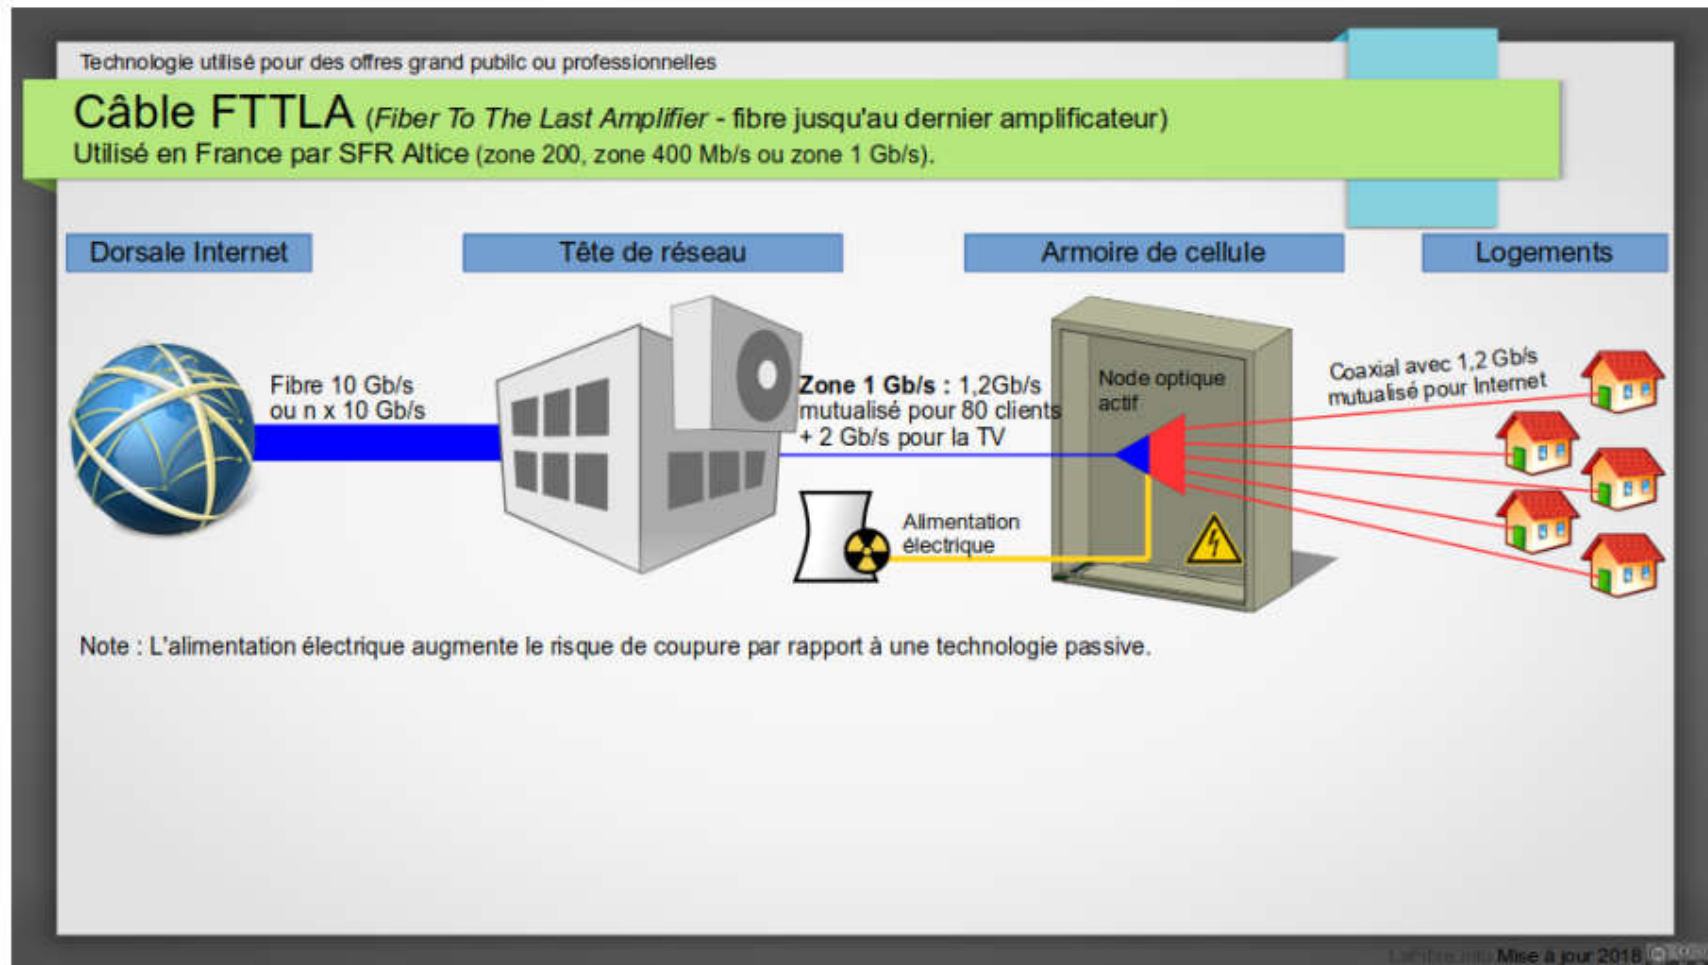 Technologie utilisé pour des offres grand public ou professionnelles
Câble FTTLA (Fiber To The Last Amplifier - fibre jusqu'au dernier amplificateur)
Utilisé en France par SFR Altice (zone 200, zone 400 Mb/s ou zone 1 Gb/s).
Dorsale Internet
Tête de réseau
Armoire de cellule
Logements
Fibre 10 Gb/s
ou n x 10 Gb/s
Zone 1 Gb/s : 1,2Gb/s
mutualisé pour 80 clients
+ 2 Gb/s pour la TV
Node optique
actif
Coaxial avec 1,2 Gb/s
mutualisé pour Internet
Alimentation
électrique
Note : L'alimentation électrique augmente le risque de coupure par rapport à une technologie passive.
LaFibre.info Mise à jour 2018